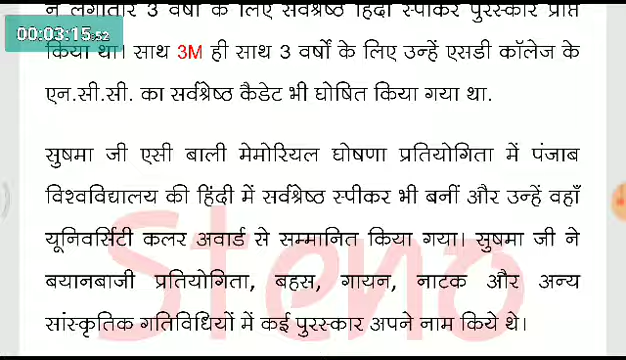 ने लगातार 3 वर्षों के लिए सर्वश्रेष्ठ हिंदी स्पीकर पुरस्कार प्राप्त
00:03:15.52
किया था। साथ 3M ही साथ 3 वर्षों के लिए उन्हें एसडी कॉलेज के
एन.सी.सी. का सर्वश्रेष्ठ कैडेट भी घोषित किया गया था.
सुषमा जी एसी बाली मेमोरियल घोषणा प्रतियोगिता में पंजाब
विश्वविद्यालय की हिंदी में सर्वश्रेष्ठ स्पीकर भी बनीं और उन्हें वहाँ
यूनिवर्सिटी कलर अवार्ड से सम्मानित किया गया। सुषमा जी ने
बयानबाजी प्रतियोगिता, बहस, गायन, नाटक और अन्य
सांस्कृतिक गतिविधियों में कई पुरस्कार अपने नाम किये थे।
Steno